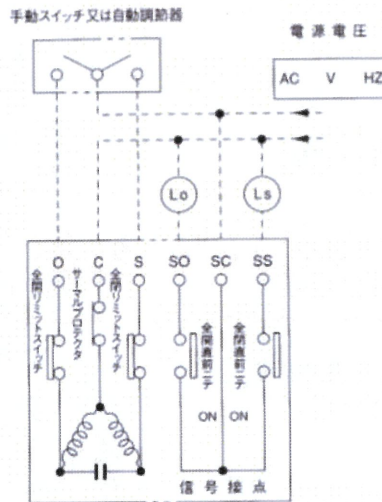 手動スイッチ又は自動調節器
電源電圧
AC V HZ
Lo
Ls
O C S SO SC SS
全開リミットスイッチ
サーマルプロテクタ
全閉リミットスイッチ
全開直前ニテ
全閉直前ニテ
ON ON
信号接点